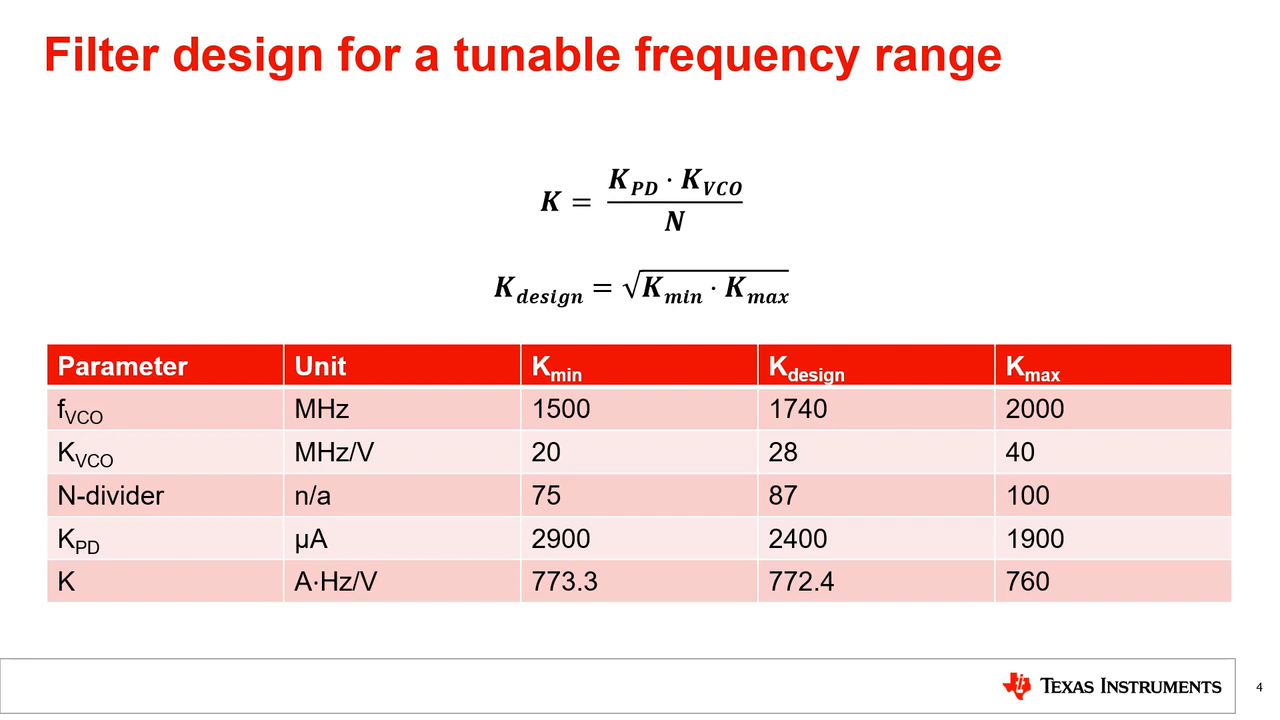 Filter design for a tunable frequency range
K = K_PD · K_VCO / N
K_design = √(K_min · K_max)
Parameter Unit K_min K_design K_max
f_VCO MHz 1500 1740 2000
K_VCO MHz/V 20 28 40
N-divider n/a 75 87 100
K_PD µA 2900 2400 1900
K A·Hz/V 773.3 772.4 760
TEXAS INSTRUMENTS
4